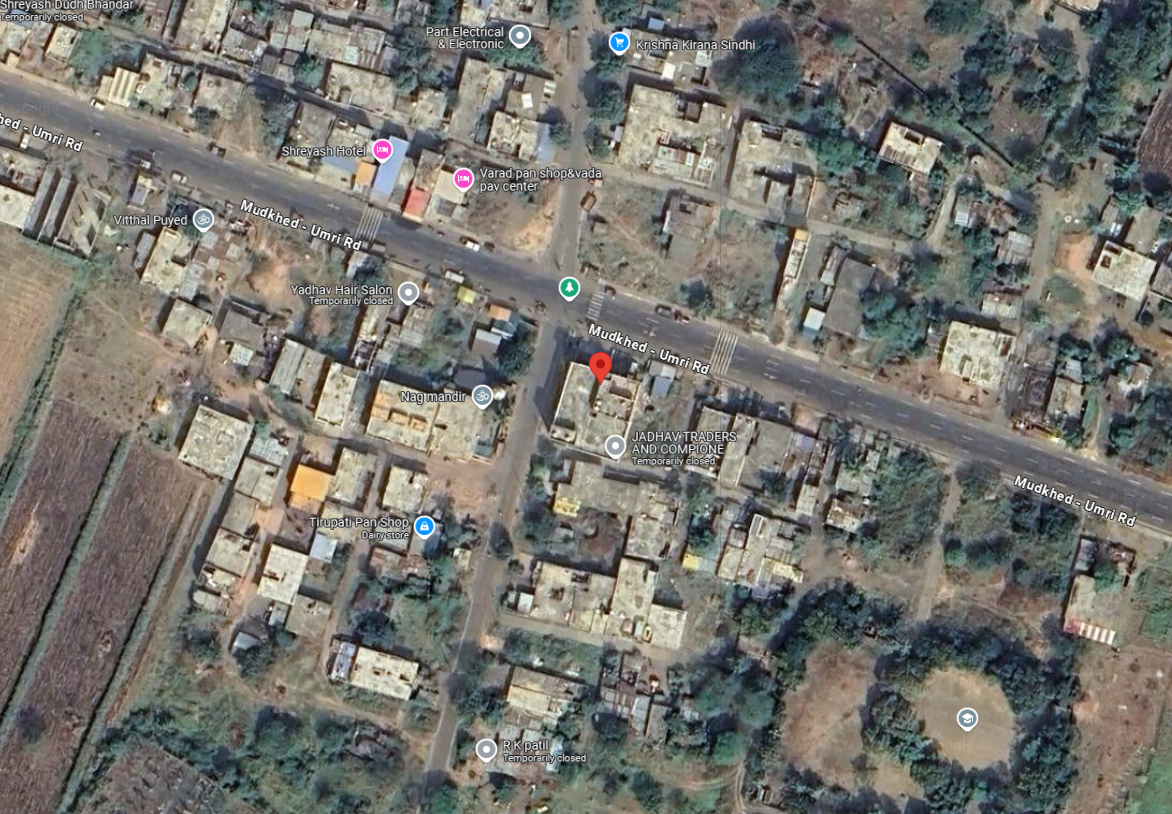 Shreyash Dudh Bhandar
Temporarily closed
Part Electrical
& Electronic
Krishna Kirana Sindhi
hed - Umri Rd
Shreyash Hotel
Varad pan shop&vada
pav center
Vitthal Puyed
Mudkhed - Umri Rd
Yadhav Hair Salon
Temporarily closed
Mudkhed - Umri Rd
Nag mandir
JADHAV TRADERS
AND COMPIONE
Temporarily closed
Mudkhed - Umri Rd
Tirupati Pan Shop
Dairy store
R K patil
Temporarily closed